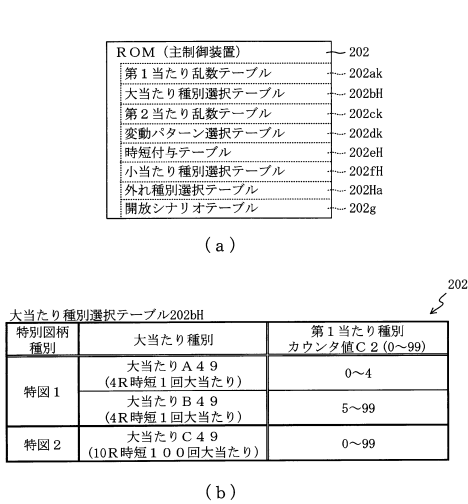 ROM（主制御装置） 202
第１当たり乱数テーブル 202ak
大当たり種別選択テーブル 202bH
第２当たり乱数テーブル 202ck
変動パターン選択テーブル 202dk
時短付与テーブル 202eH
小当たり種別選択テーブル 202fH
外れ種別選択テーブル 202Ha
開放シナリオテーブル 202g
（a）
202
大当たり種別選択テーブル202bH
特別図柄
種別
大当たり種別
第１当たり種別
カウンタ値Ｃ２(0～99)
特図１
大当たりＡ４９
(4Ｒ時短１回大当たり)
0～4
大当たりＢ４９
(4Ｒ時短１回大当たり)
5～99
特図２
大当たりＣ４９
(10Ｒ時短１００回大当たり)
0～99
（b）